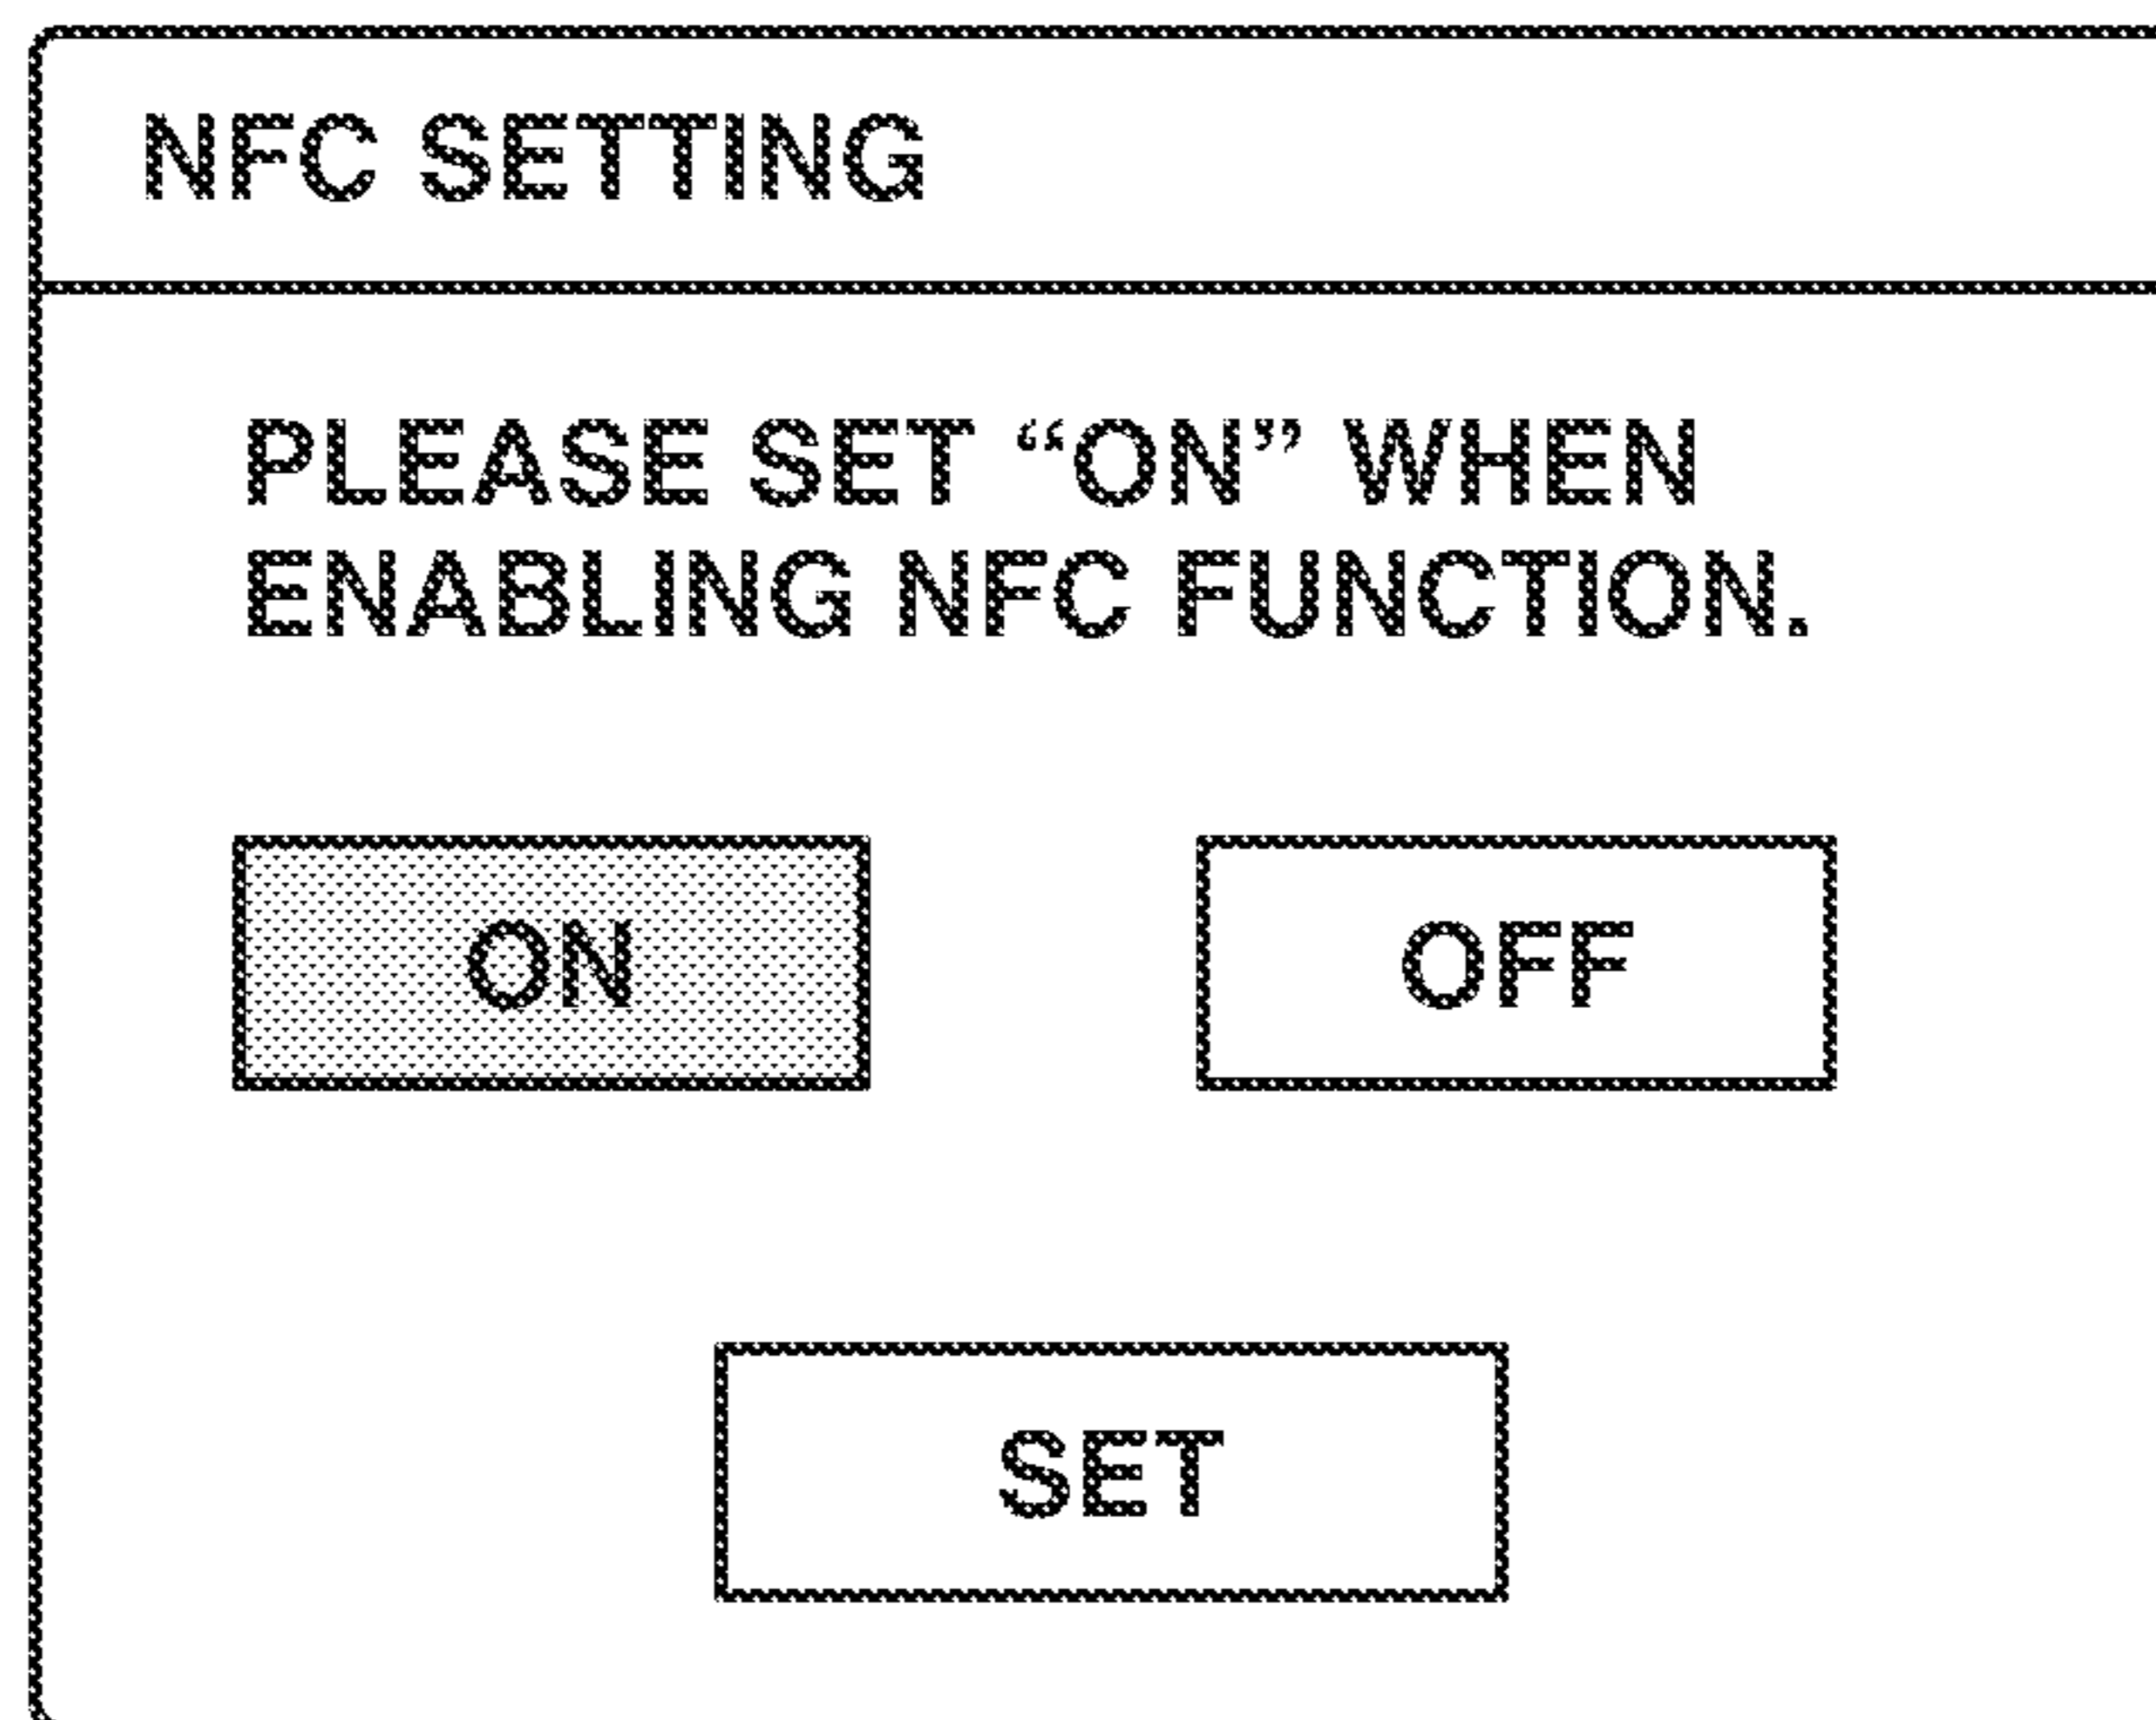 NFC SETTING
PLEASE SET “ON” WHEN
ENABLING NFC FUNCTION.
ON
OFF
SET